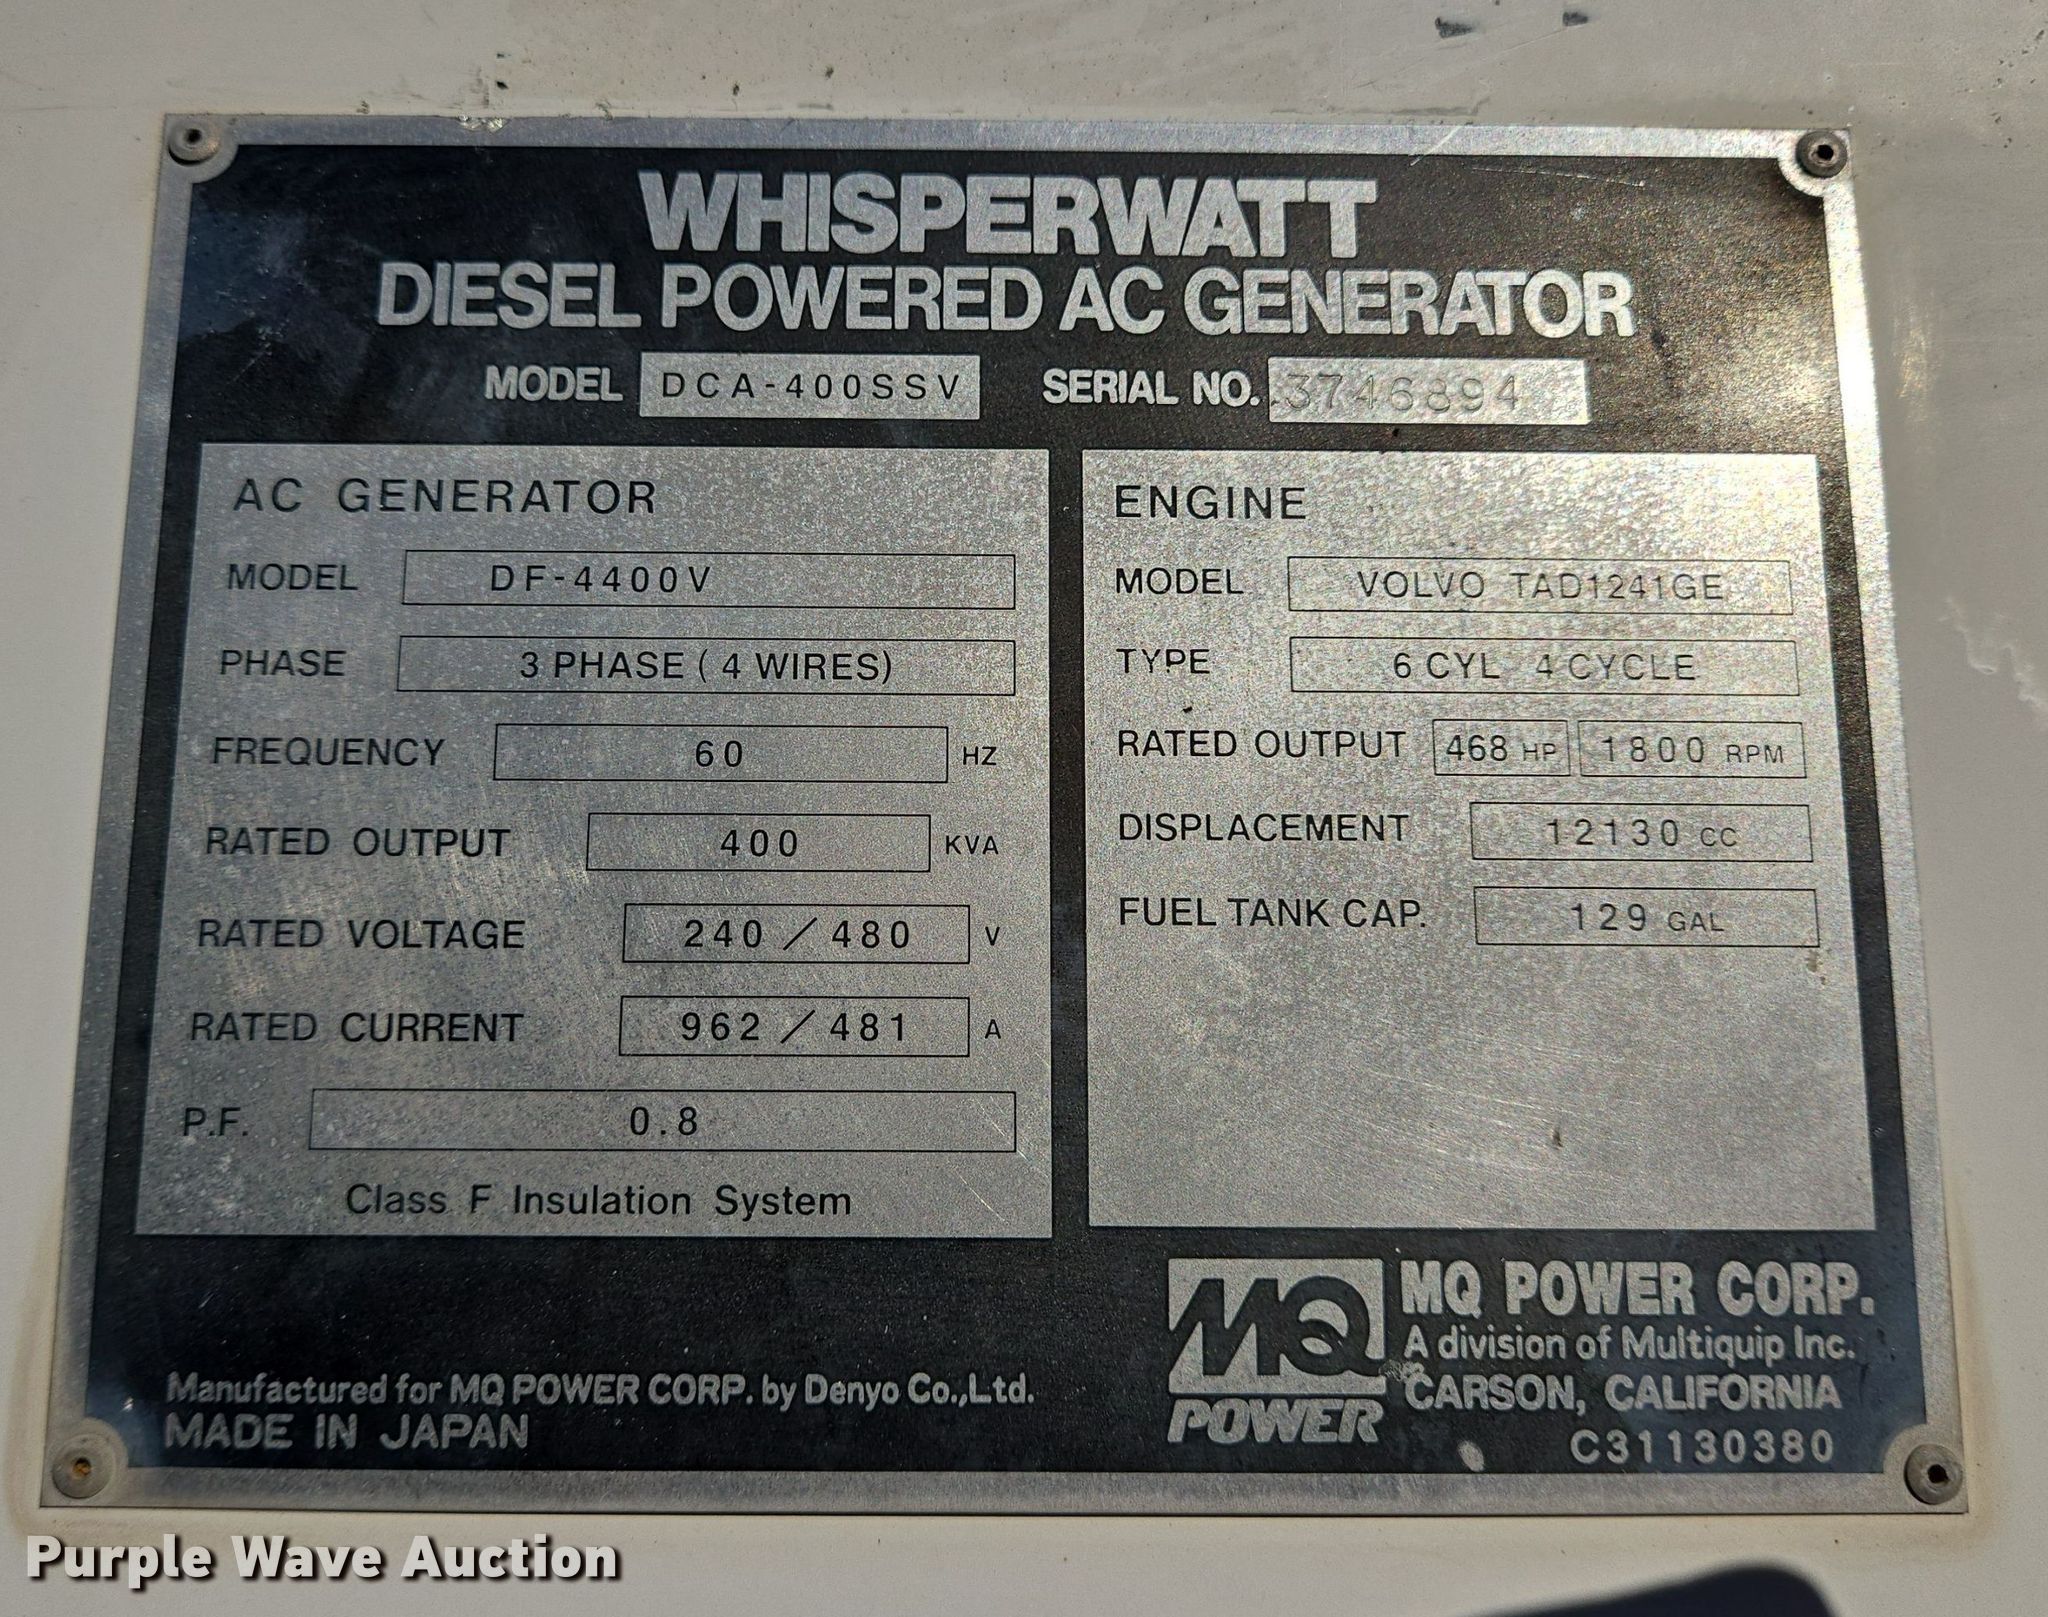 WHISPERWATT
DIESEL POWERED AC GENERATOR
MODEL DCA-400SSV SERIAL NO. 3746894
AC GENERATOR
MODEL DF-4400V
PHASE 3 PHASE (4 WIRES)
FREQUENCY 60 HZ
RATED OUTPUT 400 KVA
RATED VOLTAGE 240 / 480 V
RATED CURRENT 962 / 481 A
P.F. 0.8
Class F Insulation System
ENGINE
MODEL VOLVO TAD1241GE
TYPE 6 CYL 4 CYCLE
RATED OUTPUT 468 HP 1800 RPM
DISPLACEMENT 12130 CC
FUEL TANK CAP. 129 GAL
Manufactured for MQ POWER CORP. by Denyo Co.,Ltd.
MADE IN JAPAN
MQ
POWER
MQ POWER CORP.
A division of Multiquip Inc.
CARSON, CALIFORNIA
C31130380
Purple Wave Auction